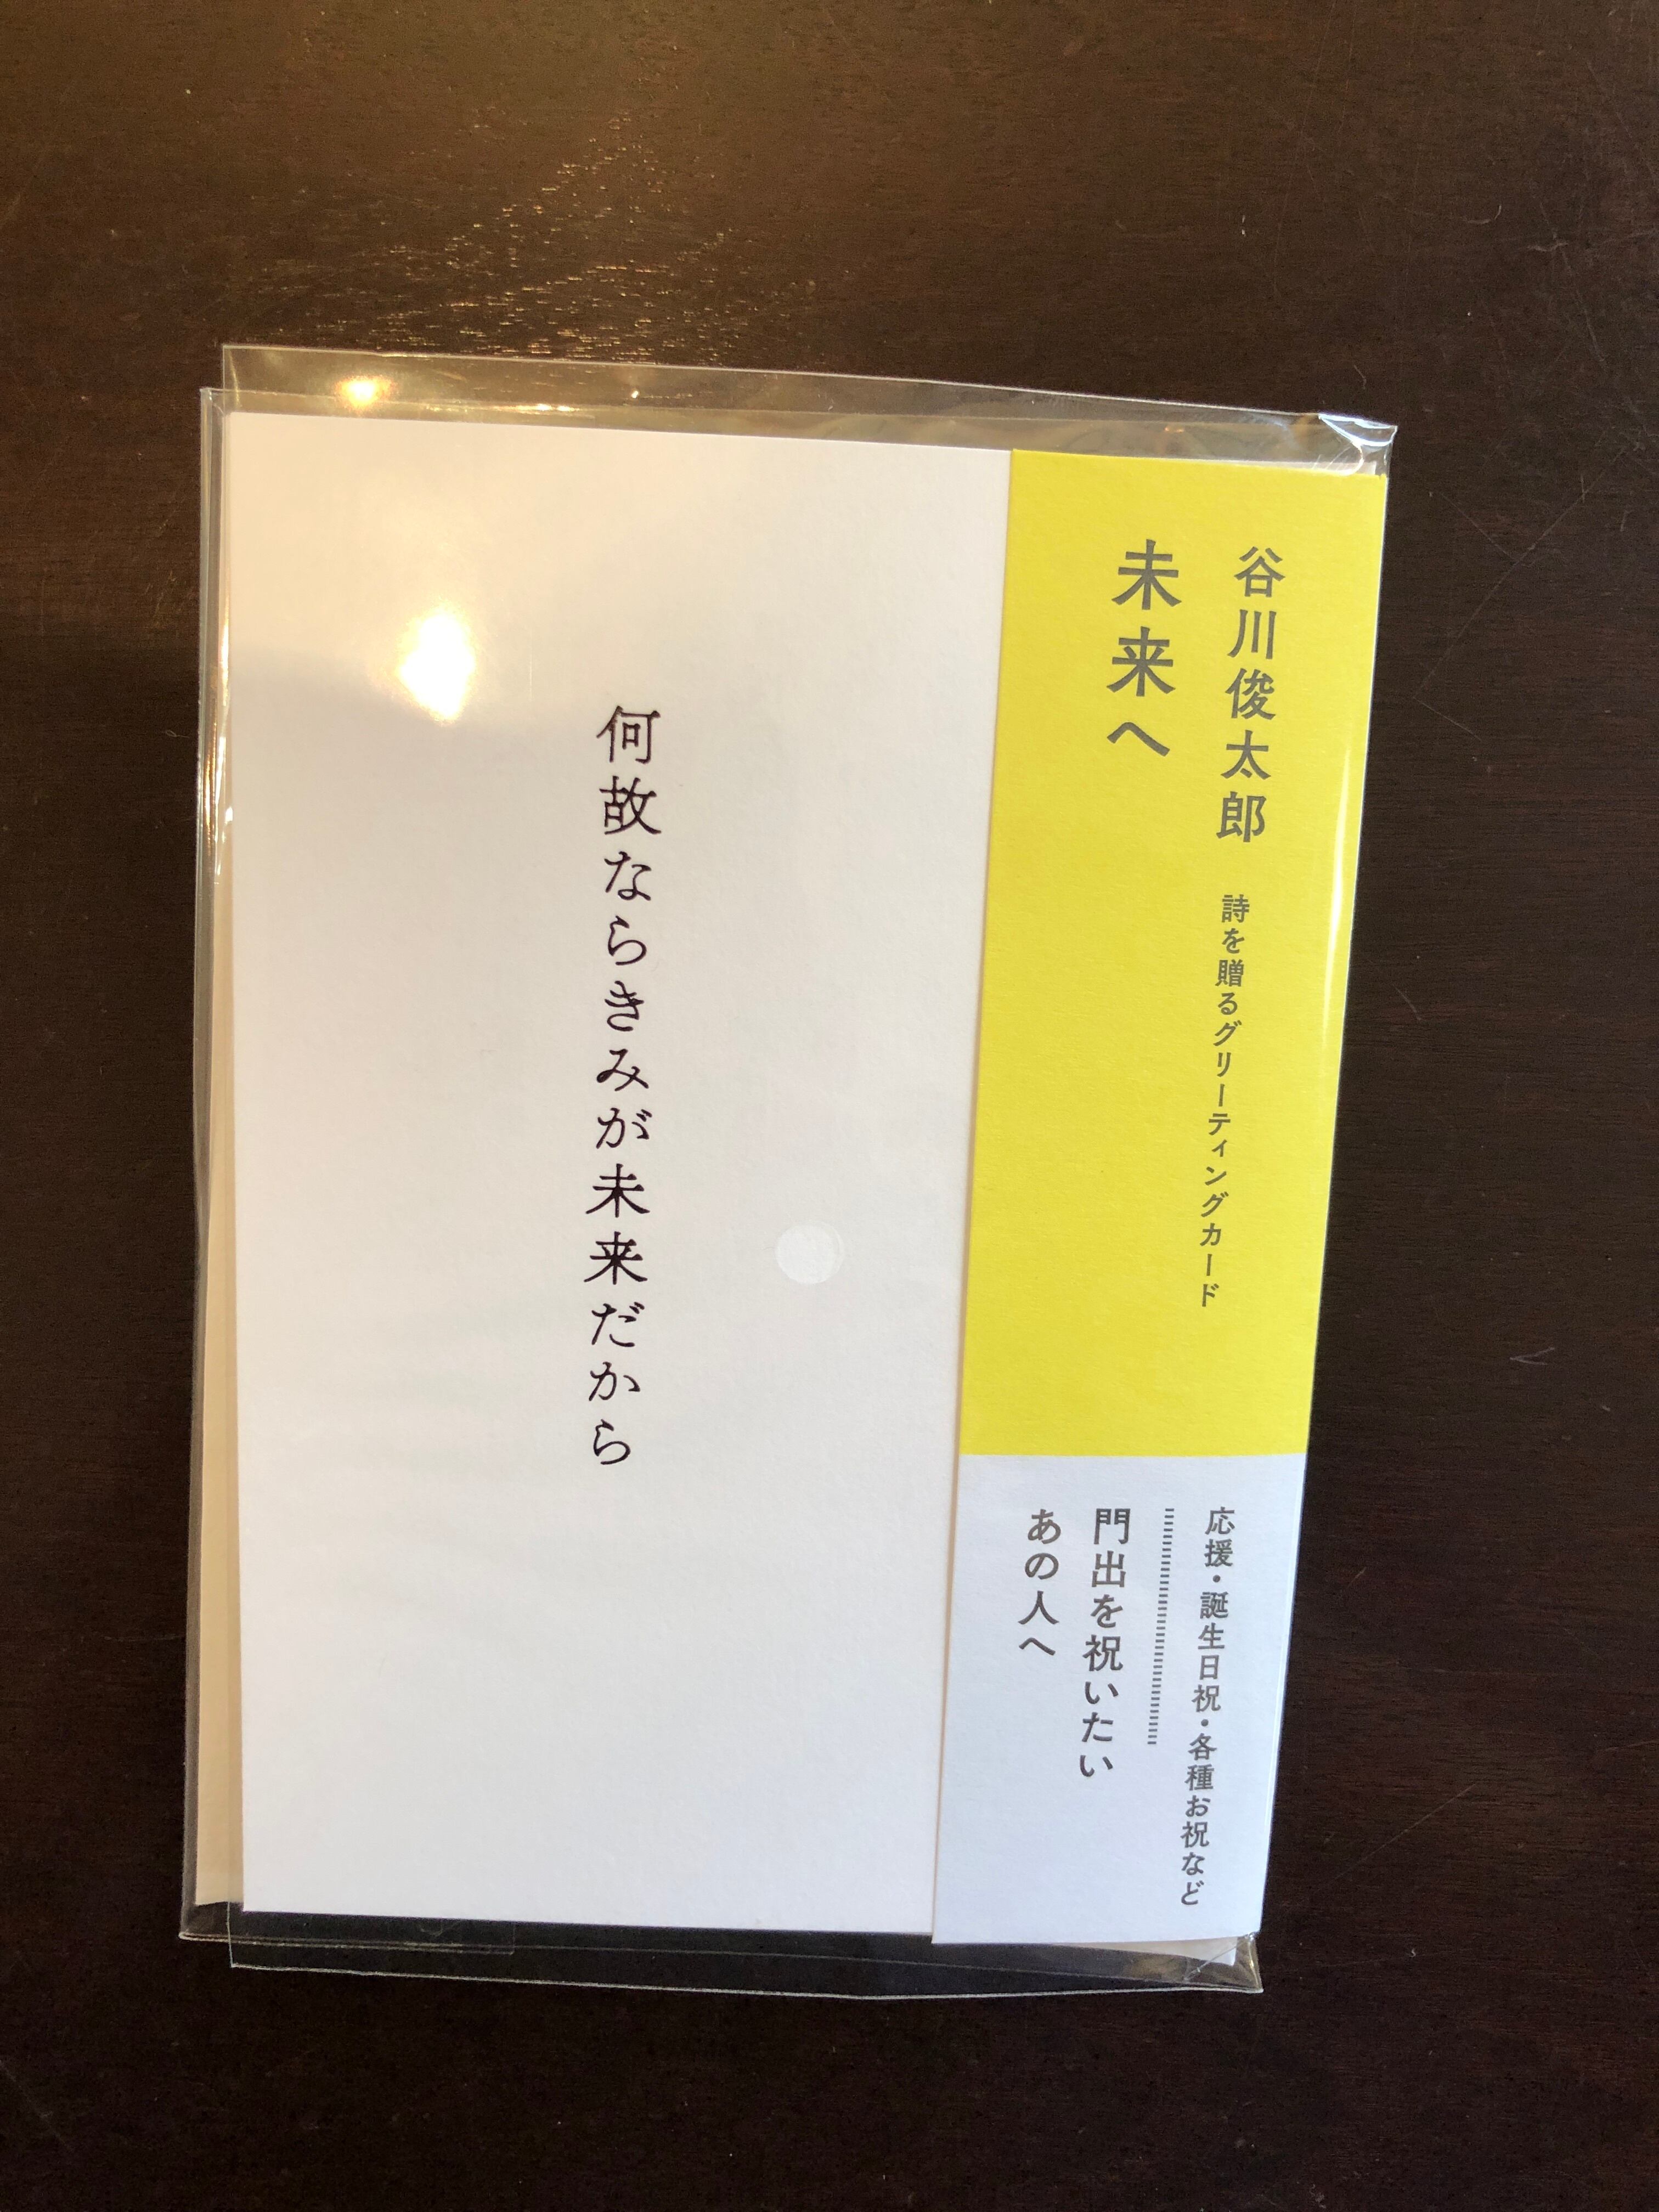 谷川俊太郎 詩を贈るグリーティングカード
未来へ
応援・誕生日祝・各種お祝など
門出を祝いたい
あの人へ
何故ならきみが未来だから